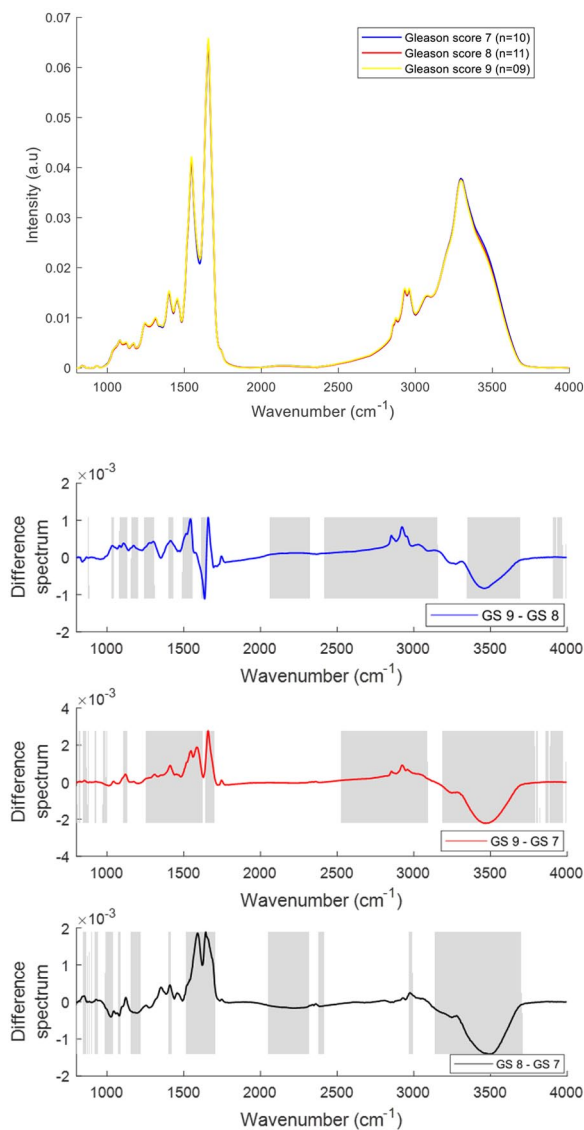 0.07
0.06
0.05
0.04
0.03
0.02
0.01
0
Intensity (a.u)
Gleason score 7 (n=10)
Gleason score 8 (n=11)
Gleason score 9 (n=09)
1000 1500 2000 2500 3000 3500 4000
Wavenumber (cm-1)
×10-3
2
1
0
-1
-2
Difference
spectrum
GS 9 - GS 8
1000 1500 2000 2500 3000 3500 4000
Wavenumber (cm-1)
×10-3
4
2
0
-2
-4
Difference
spectrum
GS 9 - GS 7
1000 1500 2000 2500 3000 3500 4000
Wavenumber (cm-1)
×10-3
2
1
0
-1
-2
Difference
spectrum
GS 8 - GS 7
1000 1500 2000 2500 3000 3500 4000
Wavenumber (cm-1)